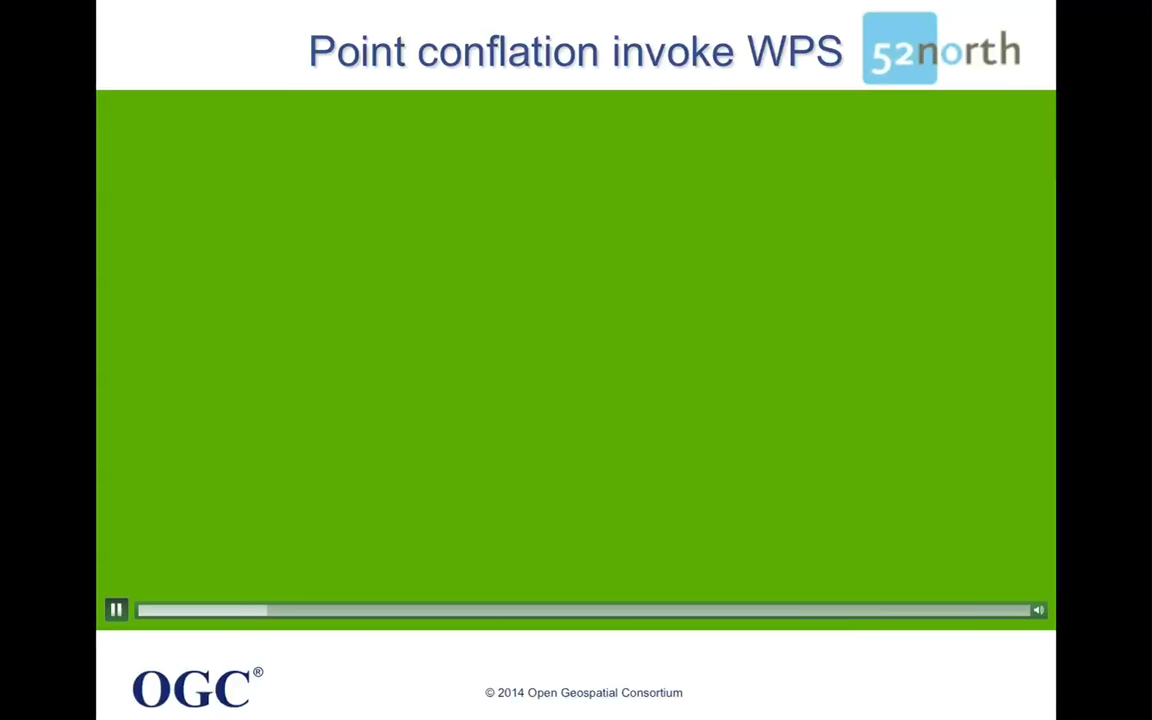 Point conflation invoke WPS
52north
OGC®
© 2014 Open Geospatial Consortium